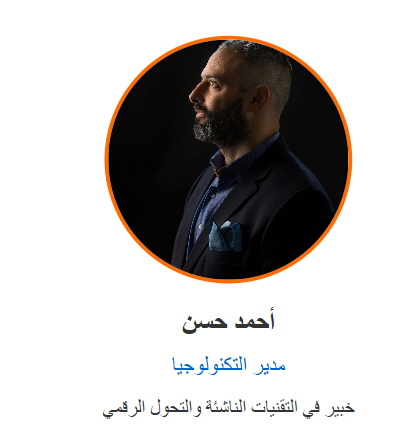 أحمد حسن
مدير التكنولوجيا
خبير في التقنيات الناشئة والتحول الرقمي